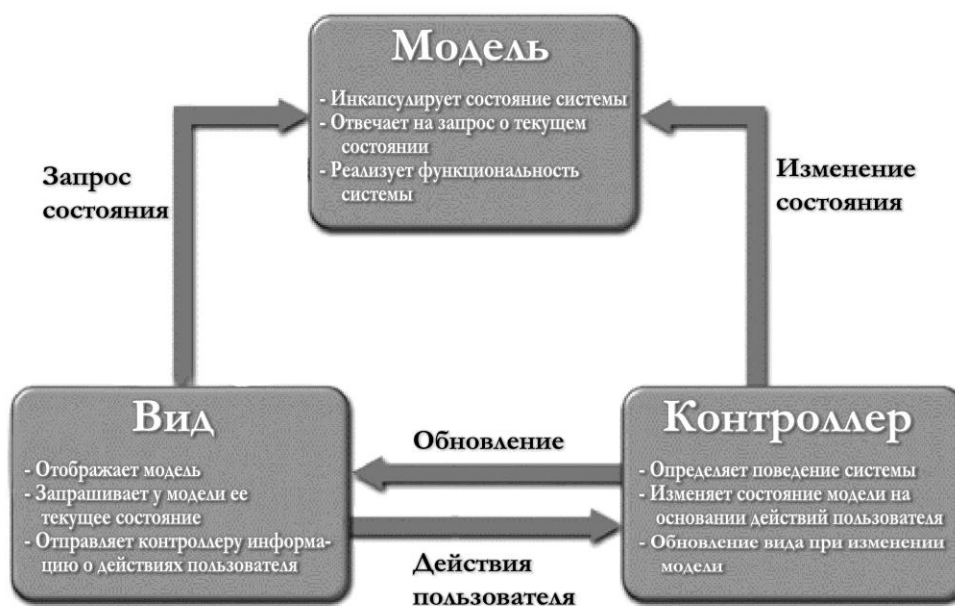 Модель
- Инкапсулирует состояние системы
- Отвечает на запрос о текущем
состоянии
- Реализует функциональность
системы
Запрос
состояния
Изменение
состояния
Вид
- Отображает модель
- Запрашивает у модели ее
текущее состояние
- Отправляет контроллеру информа-
цию о действиях пользователя
Обновление
Действия
пользователя
Контроллер
- Определяет поведение системы
- Изменяет состояние модели на
основании действий пользователя
- Обновление вида при изменении
модели